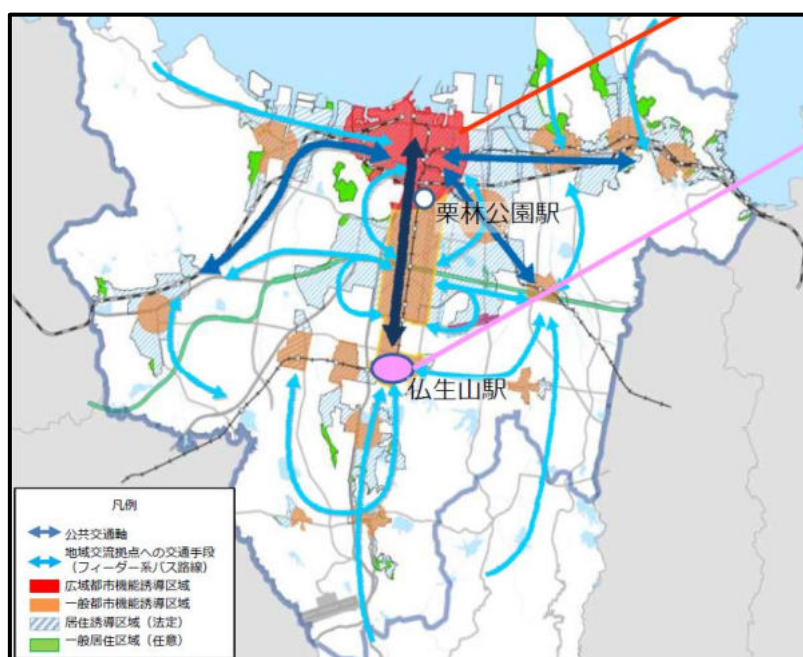 栗林公園駅
仏生山駅
凡例
公共交通軸
地域交流拠点への交通手段
(フィーダー系バス路線)
広域都市機能誘導区域
一般都市機能誘導区域
居住誘導区域(法定)
一般居住区域(任意)